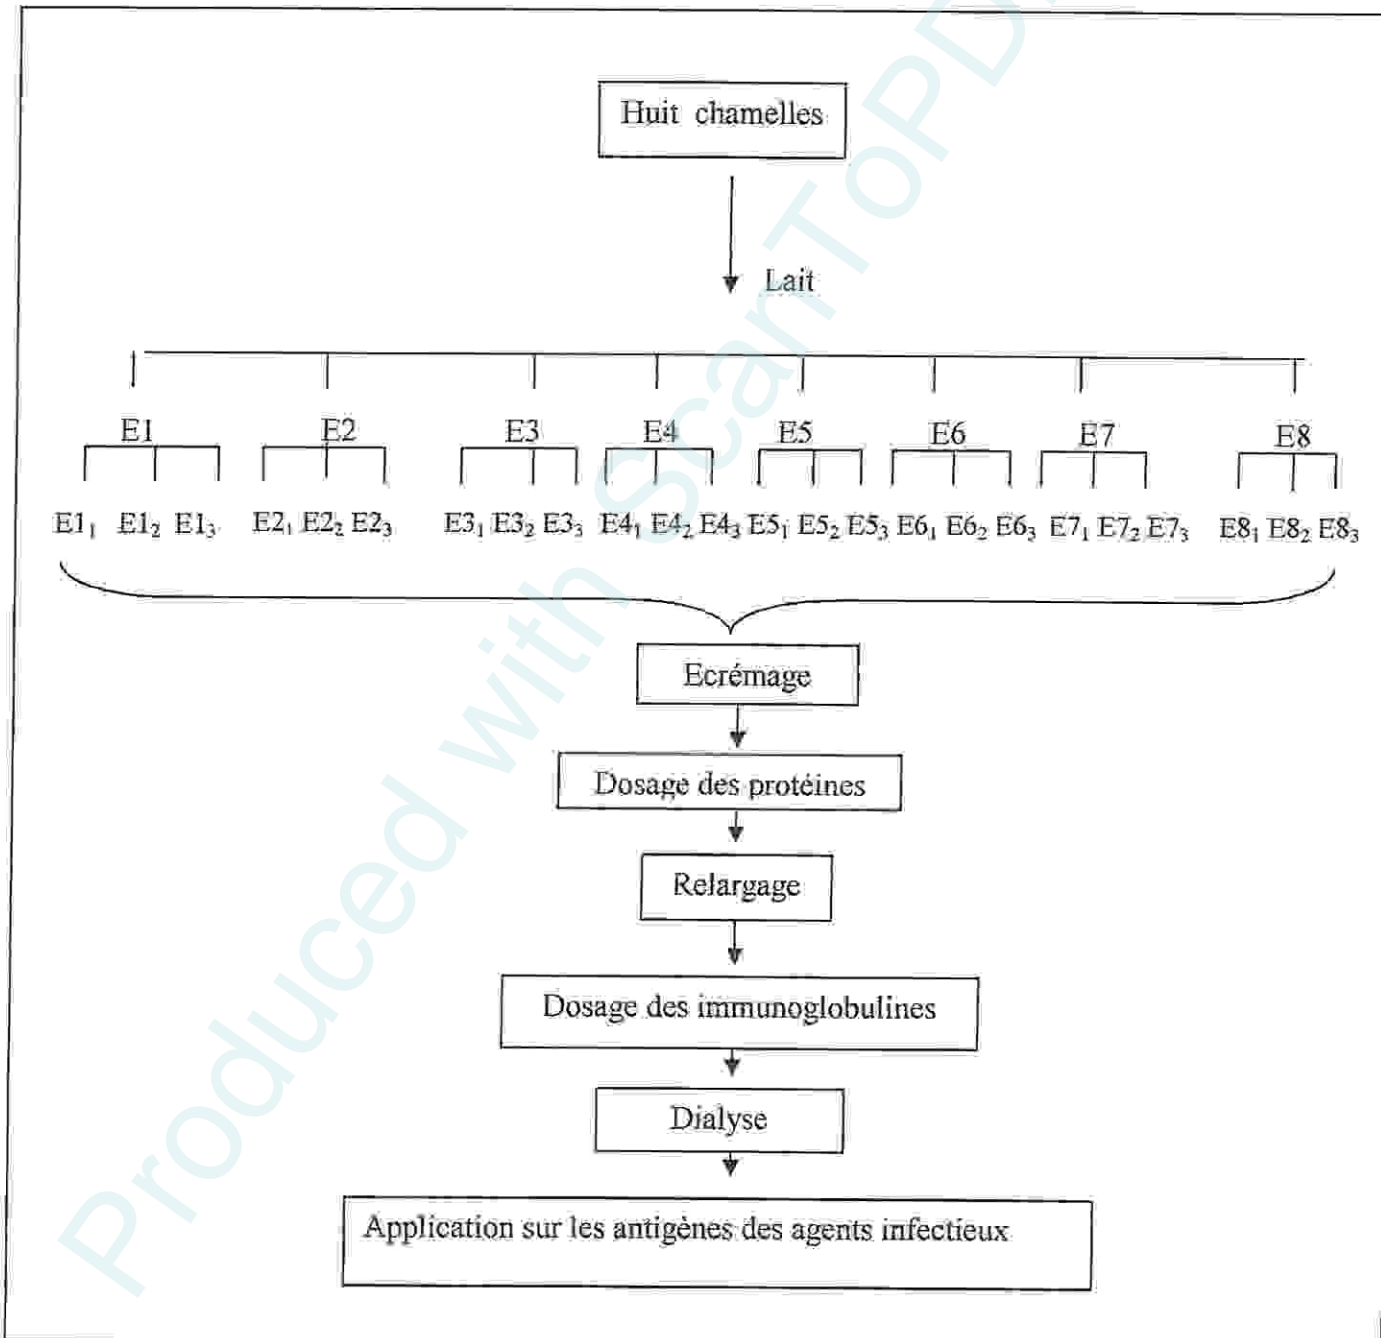 Huit chamelles
Lait
E1 E2 E3 E4 E5 E6 E7 E8
E1₁ E1₂ E1₃ E2₁ E2₂ E2₃ E3₁ E3₂ E3₃ E4₁ E4₂ E4₃ E5₁ E5₂ E5₃ E6₁ E6₂ E6₃ E7₁ E7₂ E7₃ E8₁ E8₂ E8₃
Ecrémage
Dosage des protéines
Relargage
Dosage des immunoglobulines
Dialyse
Application sur les antigènes des agents infectieux
Produced with ScanToPD